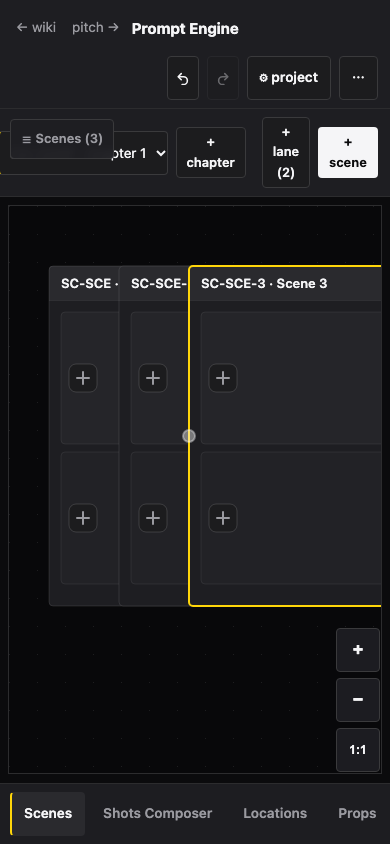 ← wiki pitch → Prompt Engine
project
...
≡ Scenes (3)
pter 1
+ chapter
+ lane (2)
+ scene
SC-SCE ·
SC-SCE-
SC-SCE-3 · Scene 3
+
+
+
+
+
+
+
−
1:1
Scenes Shots Composer Locations Props